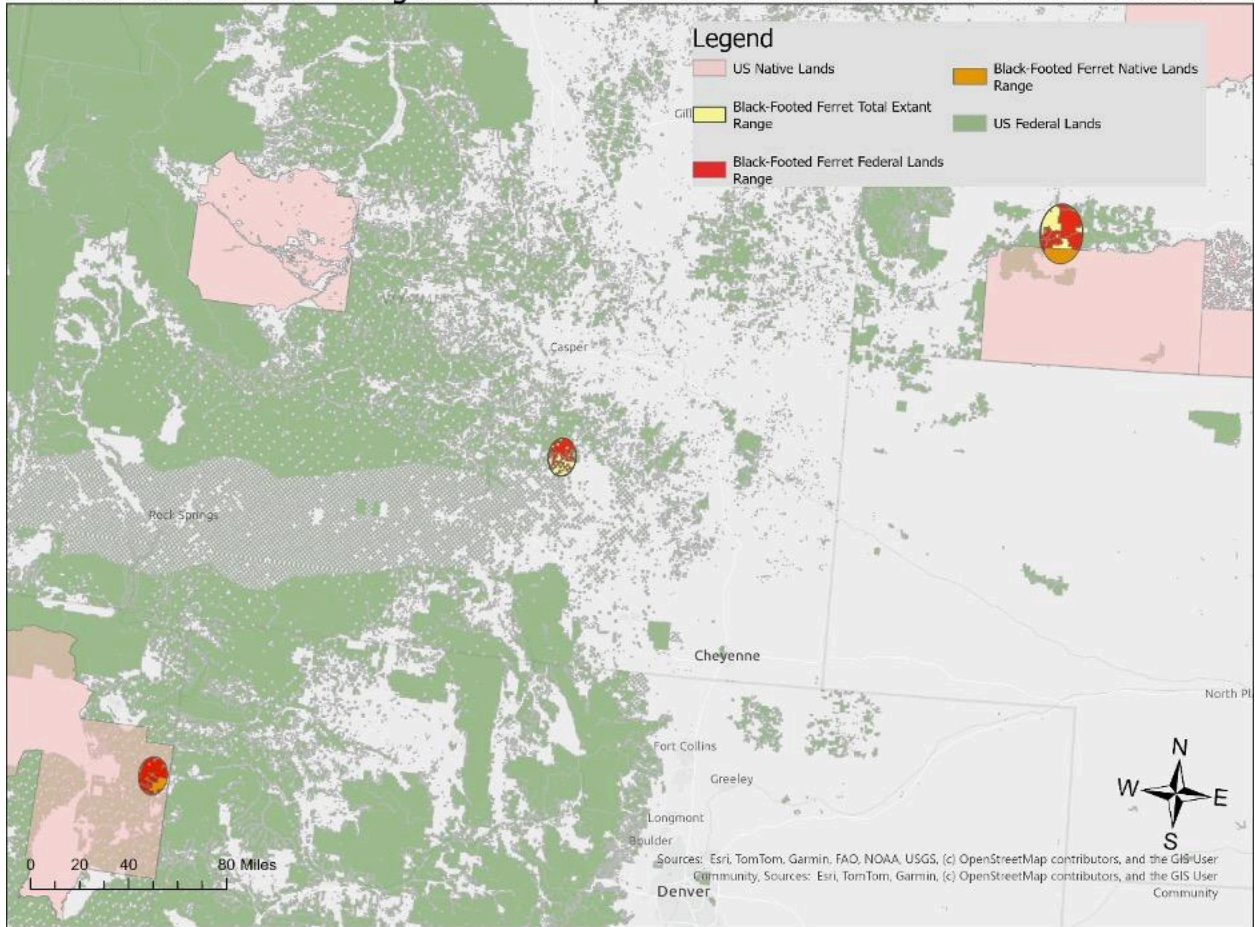 Legend
US Native Lands
Black-Footed Ferret Total Extant
Range
Black-Footed Ferret Federal Lands
Range
Black-Footed Ferret Native Lands
Range
US Federal Lands
Gill
Casper
Rock Springs
Cheyenne
North Pl
Fort Collins
Greeley
Longmont
Boulder
Denver
N
W
E
S
0 20 40 80 Miles
Sources: Esri, TomTom, Garmin, FAO, NOAA, USGS, (c) OpenStreetMap contributors, and the GIS User
Community, Sources: Esri, TomTom, Garmin, (c) OpenStreetMap contributors, and the GIS User
Community